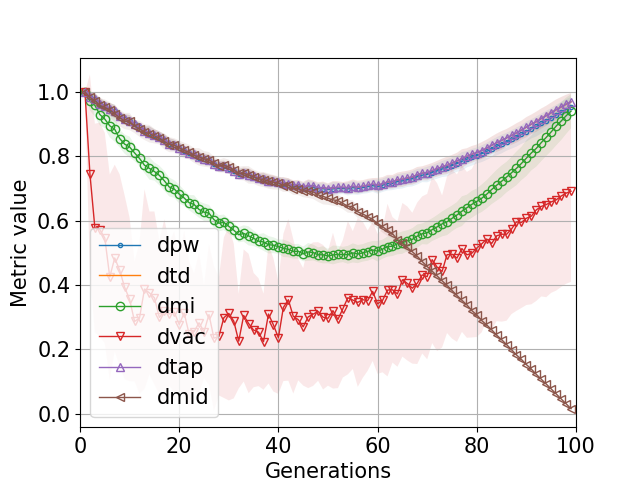 1.0
0.8
0.6
0.4
0.2
0.0
Metric value
dpw
dtd
dmi
dvac
dtap
dmid
0 20 40 60 80 100
Generations